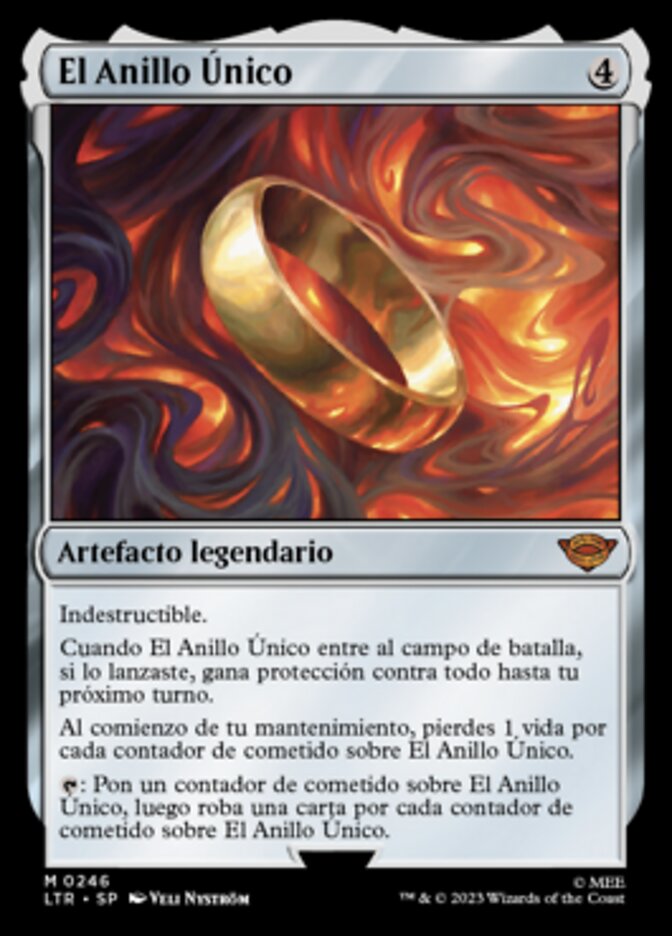 El Anillo Único
4
Artefacto legendario
Indestructible.
Cuando El Anillo Único entre al campo de batalla,
si lo lanzaste, gana protección contra todo hasta tu
próximo turno.
Al comienzo de tu mantenimiento, pierdes 1 vida por
cada contador de cometido sobre El Anillo Único.
: Pon un contador de cometido sobre El Anillo
Único, luego roba una carta por cada contador de
cometido sobre El Anillo Único.
M 0246
© MEE
LTR • SP Veli Nyström
™ & © 2023 Wizards of the Coast